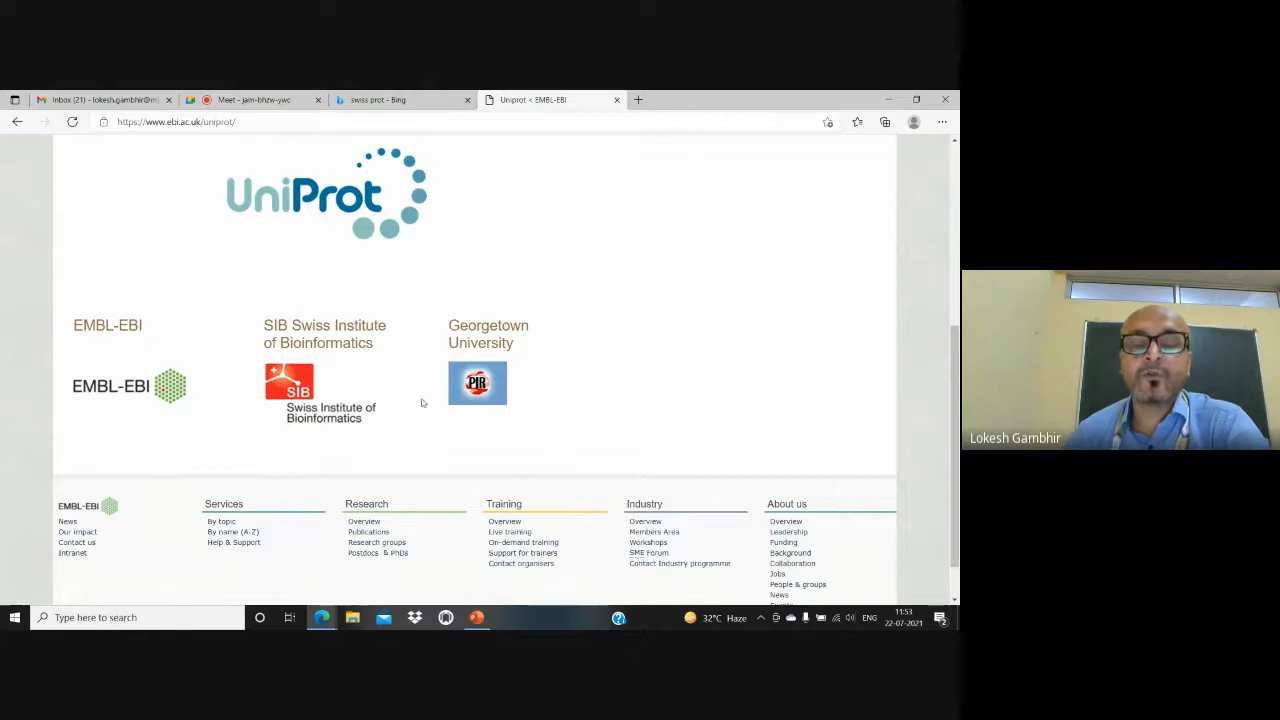 Inbox (21) - lokesh.gambhir@m
Meet - jam-bhzw-ywc
swiss prot - Bing
Uniprot < EMBL-EBI
https://www.ebi.ac.uk/uniprot/
UniProt
EMBL-EBI
SIB Swiss Institute
of Bioinformatics
Georgetown
University
EMBL-EBI
SIB
Swiss Institute of
Bioinformatics
PIR
EMBL-EBI
News
Our impact
Contact us
Intranet
Services
By topic
By name (A-Z)
Help & Support
Research
Overview
Publications
Research groups
Postdocs & PhDs
Training
Overview
Live training
On-demand training
Support for trainers
Contact organisers
Industry
Overview
Members Area
Workshops
SME Forum
Contact Industry programme
About us
Overview
Leadership
Funding
Background
Collaboration
Jobs
People & groups
News
Lokesh Gambhir
Type here to search
32°C Haze
ENG
11:53
22-07-2021
2